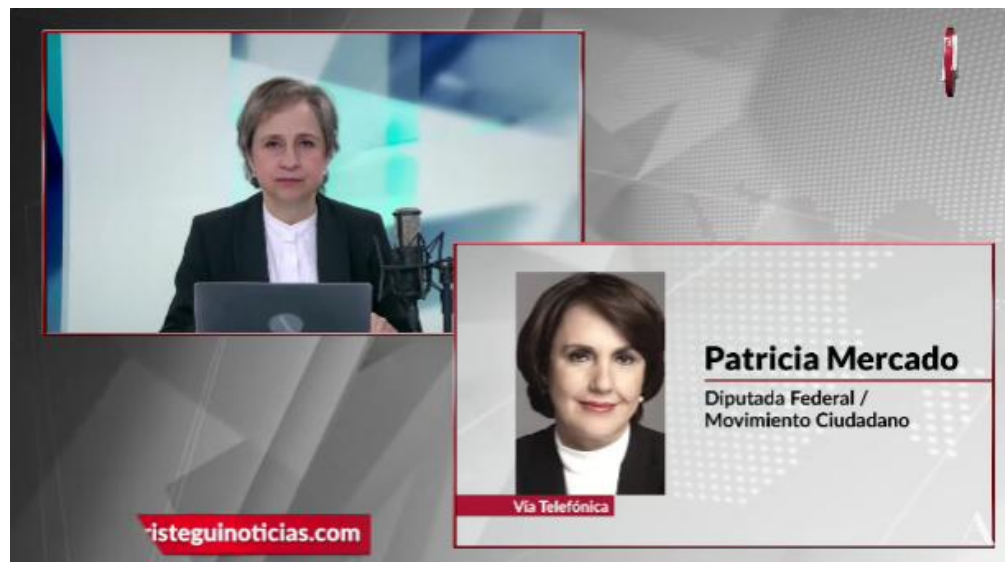 Patricia Mercado
Diputada Federal /
Movimiento Ciudadano
Vía Telefónica
risteguinoticias.com